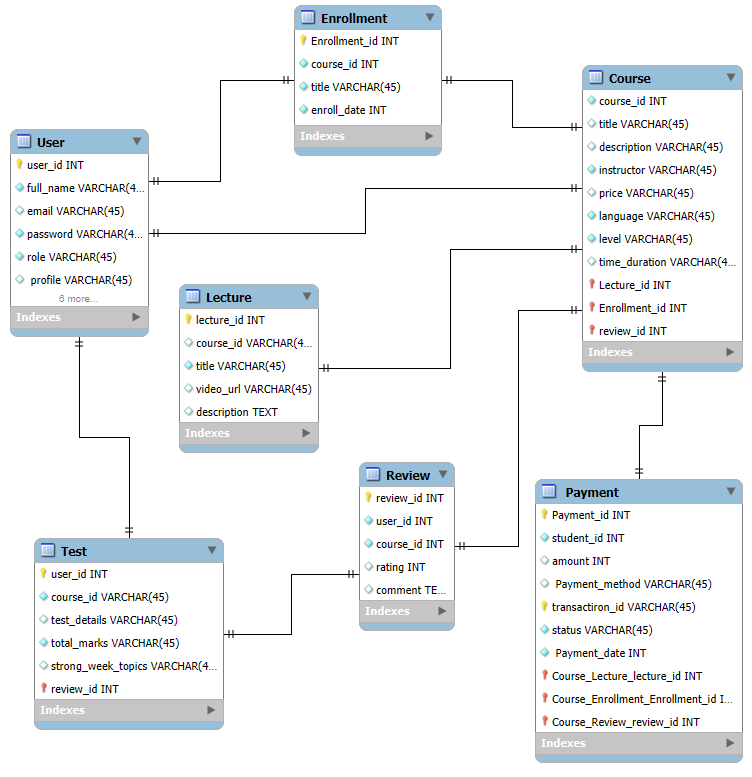 Enrollment
Enrollment_id INT
course_id INT
title VARCHAR(45)
enroll_date INT
Indexes
Course
course_id INT
title VARCHAR(45)
description VARCHAR(45)
instructor VARCHAR(45)
price VARCHAR(45)
language VARCHAR(45)
level VARCHAR(45)
time_duration VARCHAR(4...
Lecture_id INT
Enrollment_id INT
review_id INT
Indexes
User
user_id INT
full_name VARCHAR(4...
email VARCHAR(45)
password VARCHAR(4...
role VARCHAR(45)
profile VARCHAR(45)
6 more...
Indexes
Lecture
lecture_id INT
course_id VARCHAR(4...
title VARCHAR(45)
video_url VARCHAR(45)
description TEXT
Indexes
Review
review_id INT
user_id INT
course_id INT
rating INT
comment TE...
Indexes
Payment
Payment_id INT
student_id INT
amount INT
Payment_method VARCHAR(45)
transactiron_id VARCHAR(45)
status VARCHAR(45)
Payment_date INT
Course_Lecture_lecture_id INT
Course_Enrollment_Enrollment_id I...
Course_Review_review_id INT
Indexes
Test
user_id INT
course_id VARCHAR(45)
test_details VARCHAR(45)
total_marks VARCHAR(45)
strong_week_topics VARCHAR(4...
review_id INT
Indexes